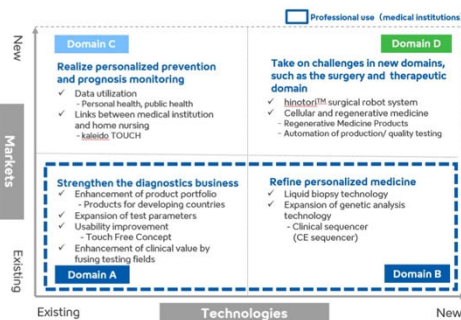 Professional use (medical institutions
New
Domain C
Realize personalized prevention
and prognosis monitoring
✓ Data utilization
- Personal health, public health
✓ Links between medical institution
and home nursing
- kaleido TOUCH
Domain D
Take on challenges in new domains,
such as the surgery and therapeutic
domain
✓ hinotori™ surgical robot system
✓ Cellular and regenerative medicine
- Regenerative Medicine Products
- Automation of production/ quality testing
Markets
Strengthen the diagnostics business
✓ Enhancement of product portfolio
- Products for developing countries
✓ Expansion of test parameters
✓ Usability improvement
- Touch Free Concept
✓ Enhancement of clinical value by
fusing testing fields
Domain A
Refine personalized medicine
✓ Liquid biopsy technology
✓ Expansion of genetic analysis
technology
- Clinical sequencer
(CE sequencer)
Domain B
Existing
Existing
Technologies
New